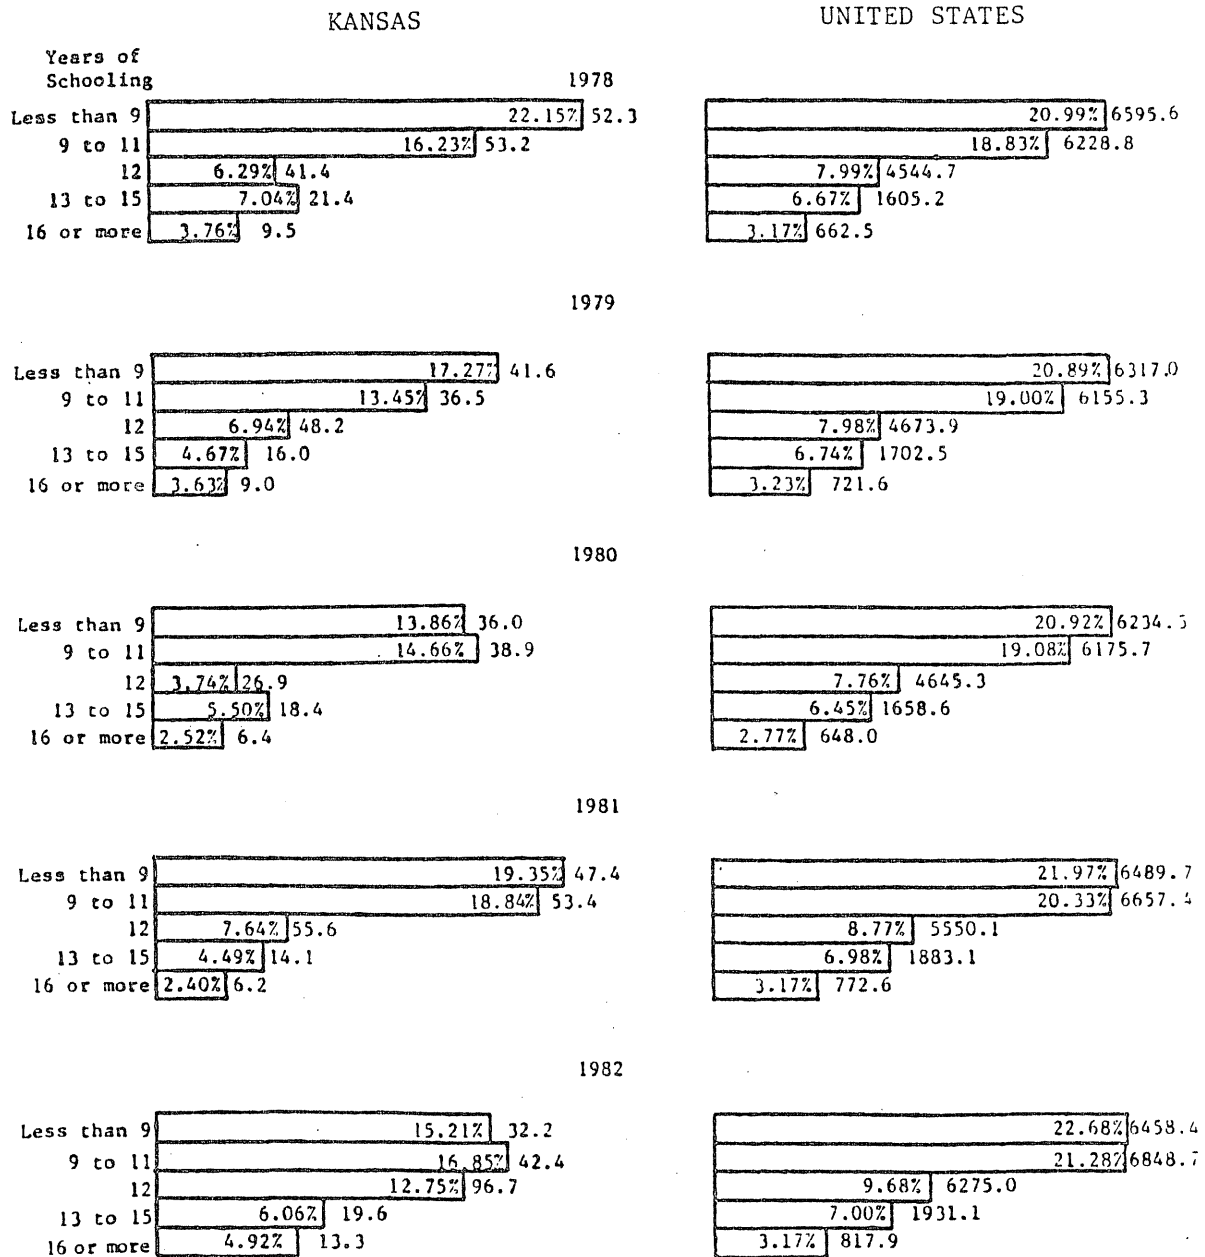 KANSAS UNITED STATES
Years of
Schooling 1978
Less than 9 22.15% 52.3 20.99% 6595.6
9 to 11 16.23% 53.2 18.83% 6228.8
12 6.29% 41.4 7.99% 4544.7
13 to 15 7.04% 21.4 6.67% 1605.2
16 or more 3.76% 9.5 3.17% 662.5
1979
Less than 9 17.27% 41.6 20.89% 6317.0
9 to 11 13.45% 36.5 19.00% 6155.3
12 6.94% 48.2 7.98% 4673.9
13 to 15 4.67% 16.0 6.74% 1702.5
16 or more 3.63% 9.0 3.23% 721.6
1980
Less than 9 13.86% 36.0 20.92%
9 to 11 14.66% 38.9 19.08% 6175.7
12 3.74% 26.9 7.76% 4645.3
13 to 15 5.50% 18.4 6.45% 1658.6
16 or more 2.52% 6.4 2.77% 648.0
1981
Less than 9 19.35% 47.4 21.97% 6489.7
9 to 11 18.84% 53.4 20.33% 6657.4
12 7.64% 55.6 8.77% 5550.1
13 to 15 4.49% 14.1 6.98% 1883.1
16 or more 2.40% 6.2 3.17% 772.6
1982
Less than 9 15.21% 32.2 22.68% 6458.4
9 to 11 16.85% 42.4 21.28% 6848.7
12 12.75% 96.7 9.68% 6275.0
13 to 15 6.06% 19.6 7.00% 1931.1
16 or more 4.92% 13.3 3.17% 817.9